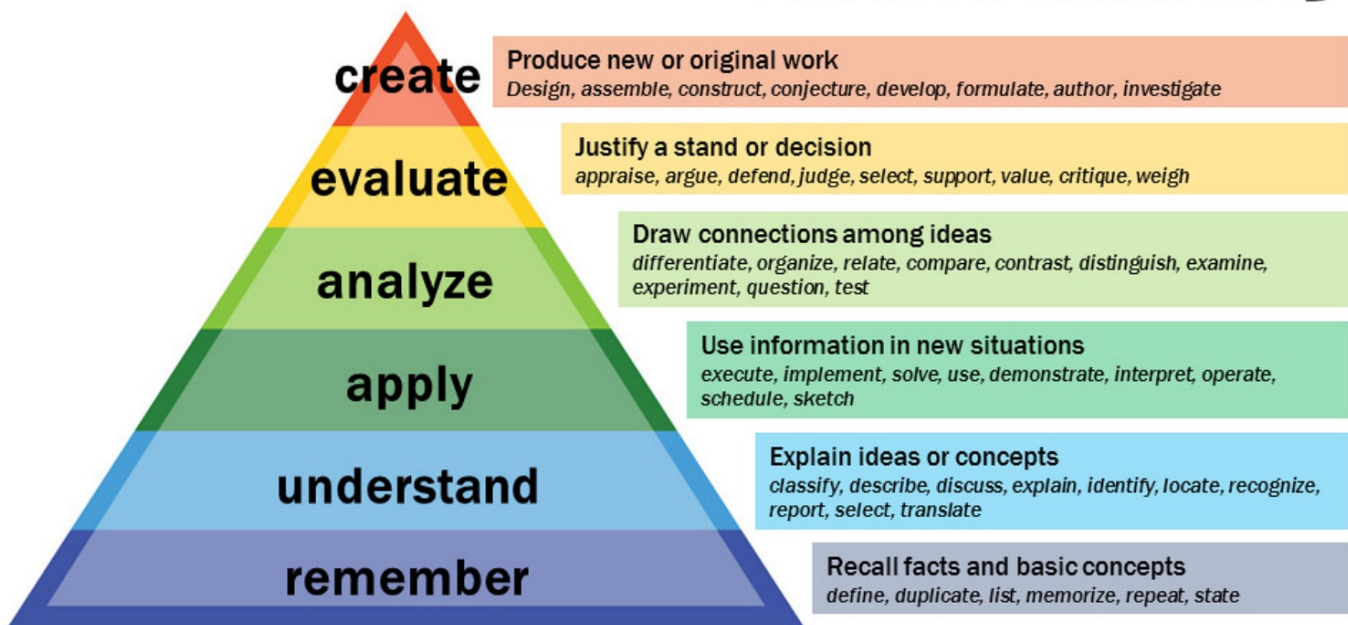 create
Produce new or original work
Design, assemble, construct, conjecture, develop, formulate, author, investigate
evaluate
Justify a stand or decision
appraise, argue, defend, judge, select, support, value, critique, weigh
analyze
Draw connections among ideas
differentiate, organize, relate, compare, contrast, distinguish, examine,
experiment, question, test
apply
Use information in new situations
execute, implement, solve, use, demonstrate, interpret, operate,
schedule, sketch
understand
Explain ideas or concepts
classify, describe, discuss, explain, identify, locate, recognize,
report, select, translate
remember
Recall facts and basic concepts
define, duplicate, list, memorize, repeat, state